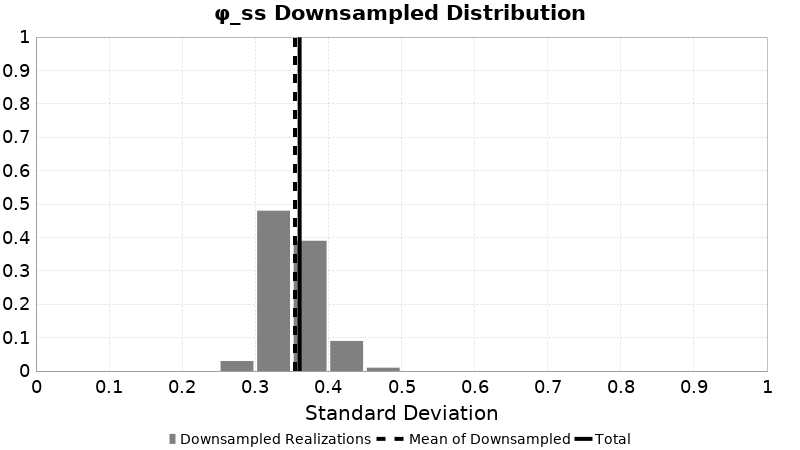 φ_ss Downsampled Distribution
1
0.9
0.8
0.7
0.6
0.5
0.4
0.3
0.2
0.1
0
0 0.1 0.2 0.3 0.4 0.5 0.6 0.7 0.8 0.9 1
Standard Deviation
Downsampled Realizations Mean of Downsampled Total